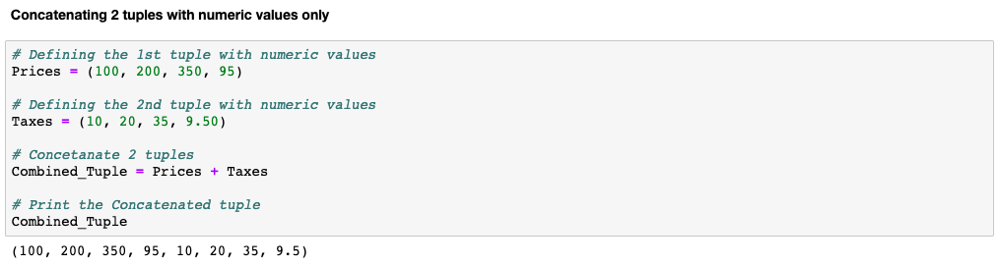 Concatenating 2 tuples with numeric values only
# Defining the 1st tuple with numeric values
Prices = (100, 200, 350, 95)
# Defining the 2nd tuple with numeric values
Taxes = (10, 20, 35, 9.50)
# Concetanate 2 tuples
Combined_Tuple = Prices + Taxes
# Print the Concatenated tuple
Combined_Tuple
(100, 200, 350, 95, 10, 20, 35, 9.5)